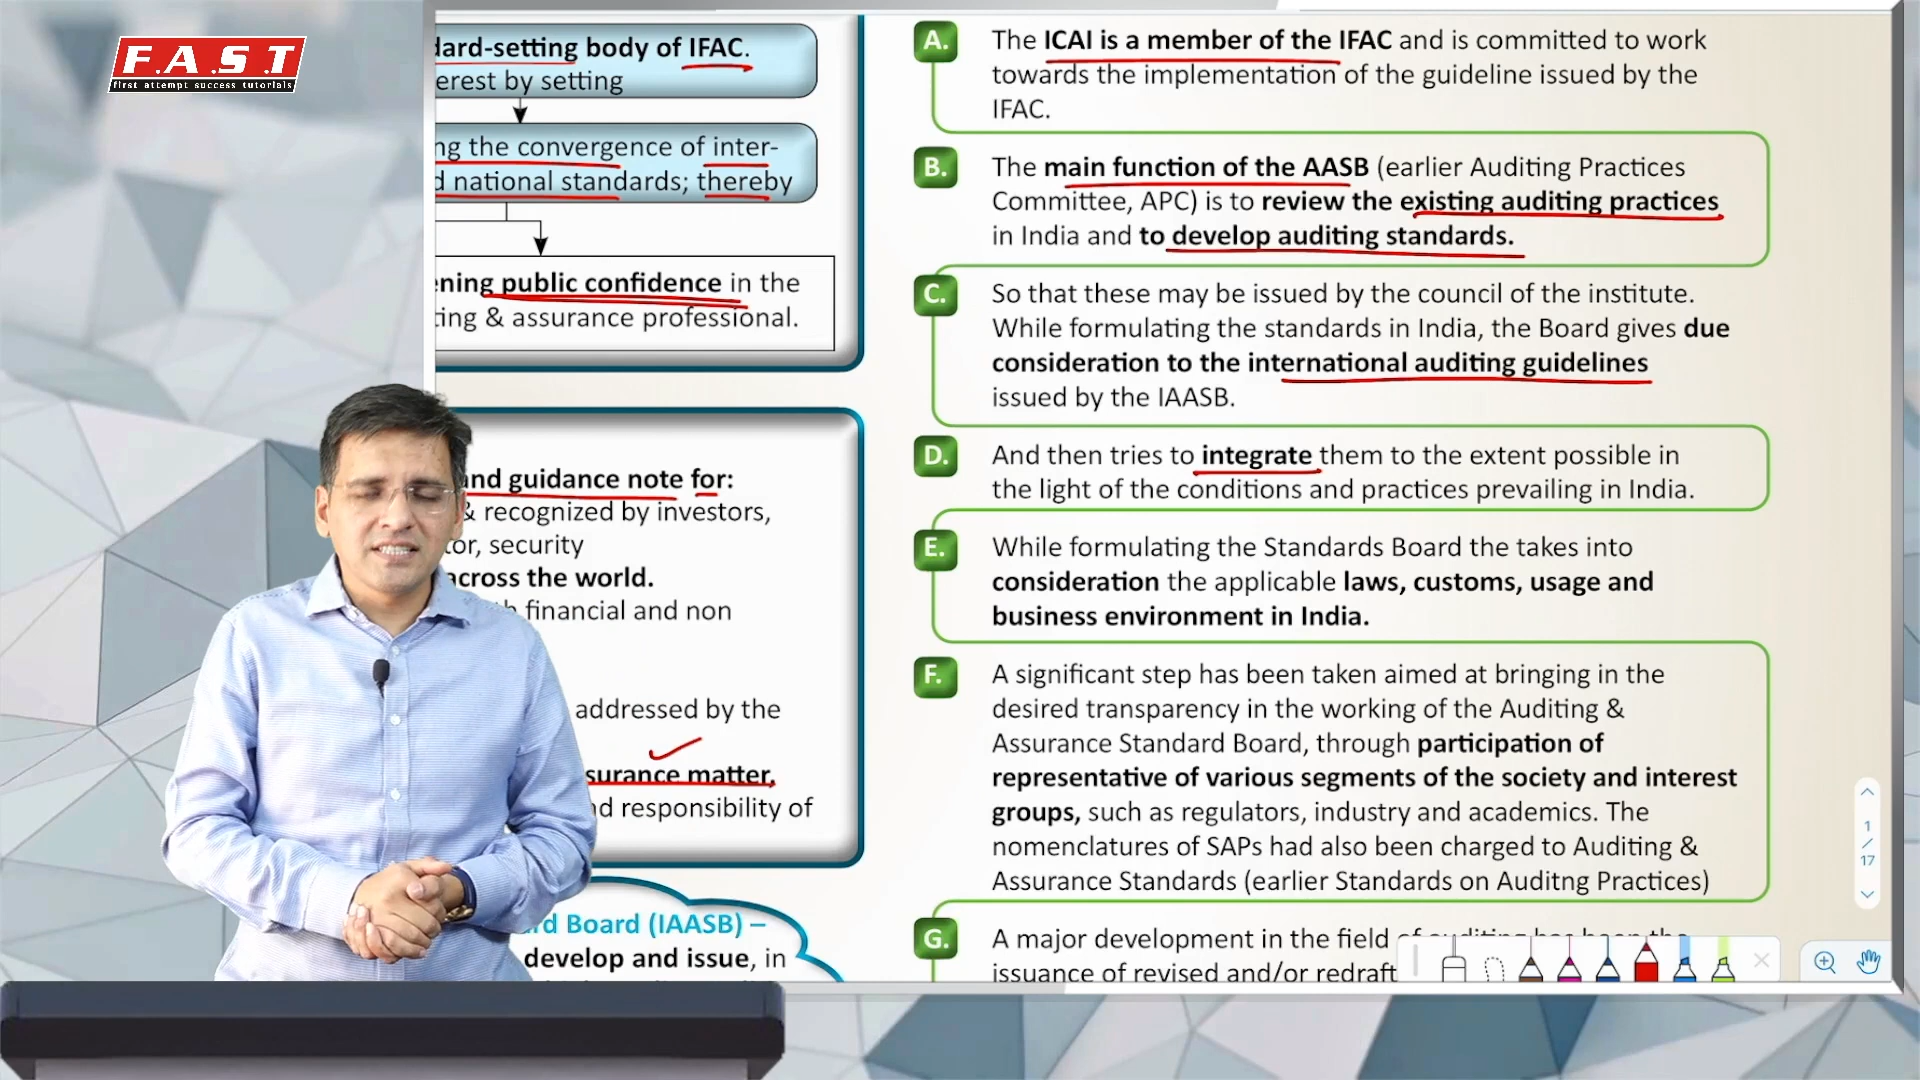 F.A.S.T
first attempt success tutorials
dard-setting body of IFAC.
erest by setting
ng the convergence of inter-
d national standards; thereby
ening public confidence in the
ting & assurance professional.
and guidance note for:
& recognized by investors,
tor, security
across the world.
financial and non
addressed by the
surance matter,
nd responsibility of
rd Board (IAASB) –
develop and issue, in
A. The ICAI is a member of the IFAC and is committed to work
towards the implementation of the guideline issued by the
IFAC.
B. The main function of the AASB (earlier Auditing Practices
Committee, APC) is to review the existing auditing practices
in India and to develop auditing standards.
C. So that these may be issued by the council of the institute.
While formulating the standards in India, the Board gives due
consideration to the international auditing guidelines
issued by the IAASB.
D. And then tries to integrate them to the extent possible in
the light of the conditions and practices prevailing in India.
E. While formulating the Standards Board the takes into
consideration the applicable laws, customs, usage and
business environment in India.
F. A significant step has been taken aimed at bringing in the
desired transparency in the working of the Auditing &
Assurance Standard Board, through participation of
representative of various segments of the society and interest
groups, such as regulators, industry and academics. The
nomenclatures of SAPs had also been charged to Auditing &
Assurance Standards (earlier Standards on Auditng Practices)
G. A major development in the field of auditing has been the
issuance of revised and/or redraft
1
/
17